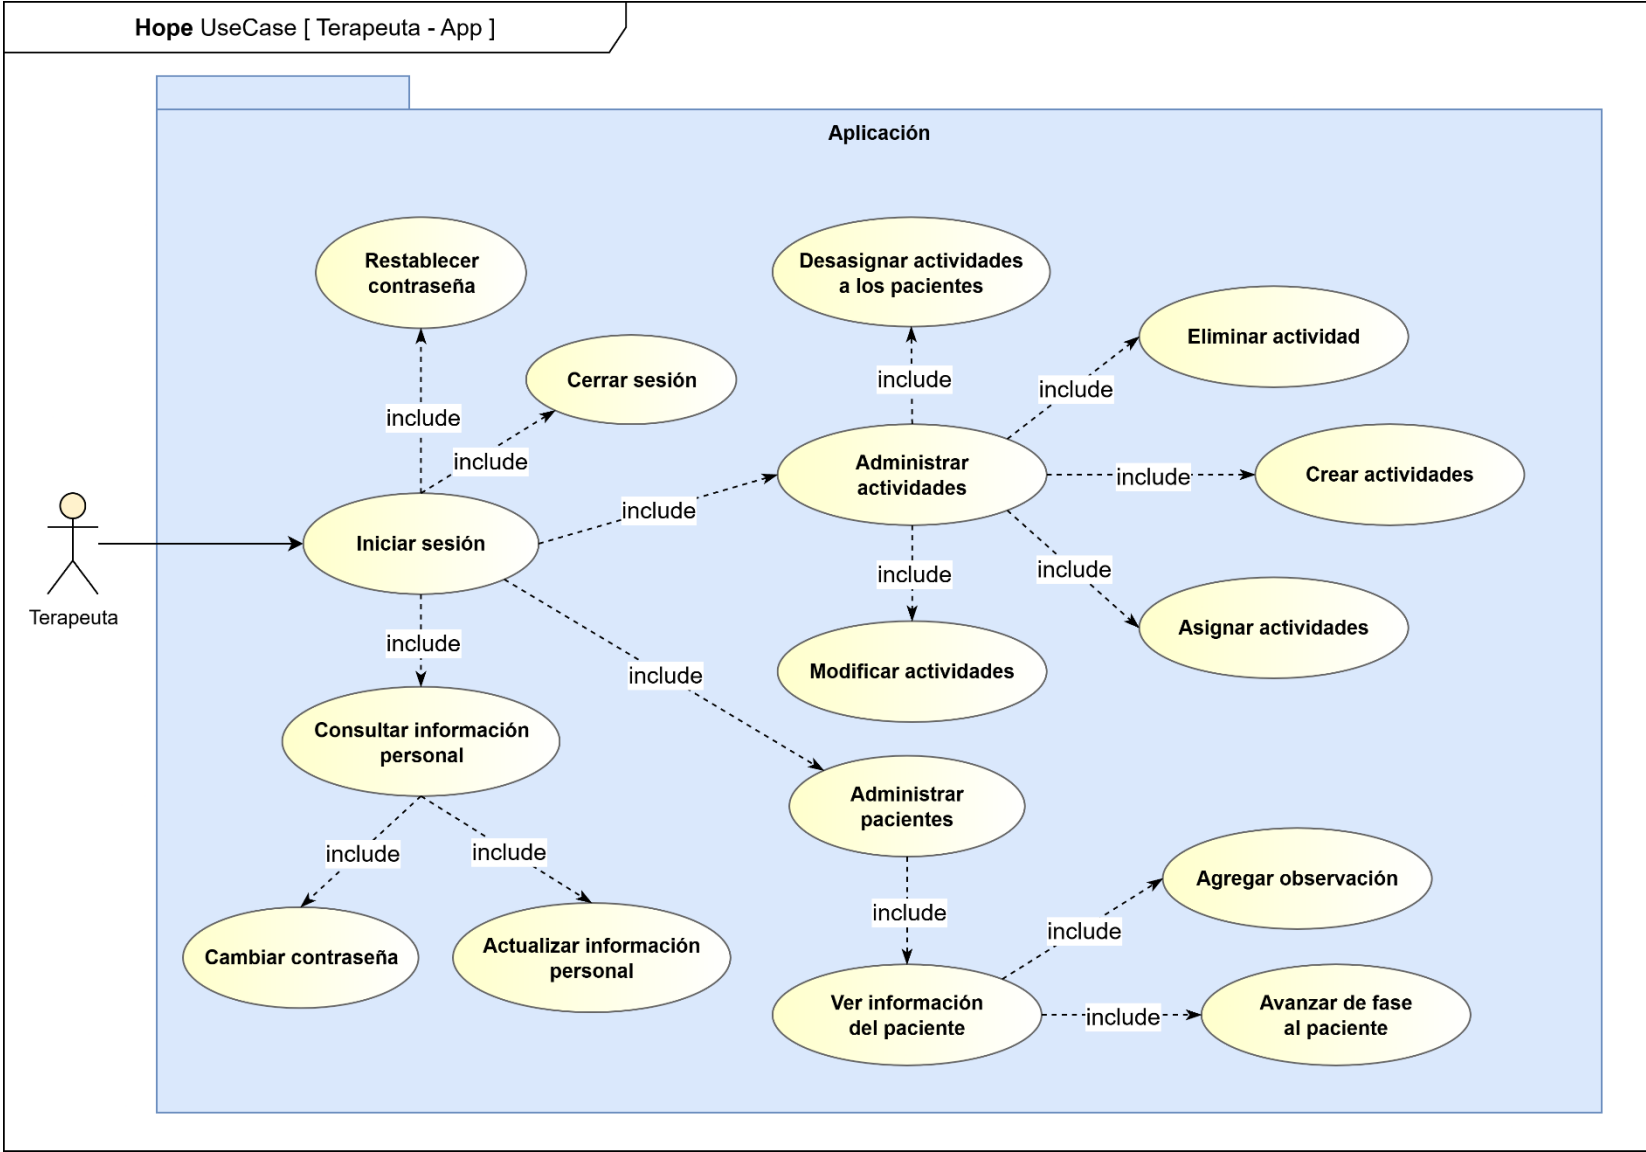 Hope UseCase [ Terapeuta - App ]
Aplicación
Restablecer
contraseña
Desasignar actividades
a los pacientes
Eliminar actividad
Cerrar sesión
include
include
include
include
Administrar
actividades
Crear actividades
include
include
Iniciar sesión
include
include
Terapeuta
Asignar actividades
include
Modificar actividades
include
Consultar información
personal
Administrar
pacientes
include
include
Agregar observación
include
include
Cambiar contraseña
Actualizar información
personal
Ver información
del paciente
include
Avanzar de fase
al paciente